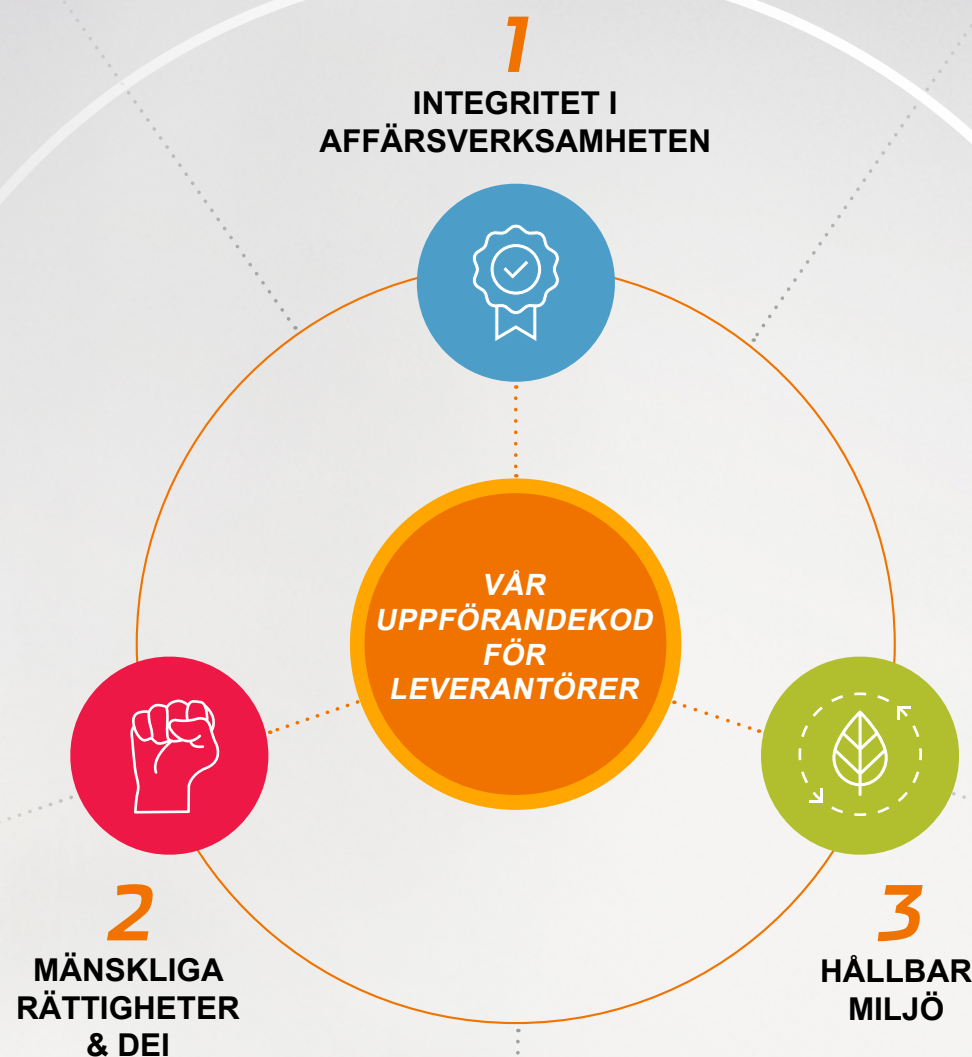 1
INTEGRITET I
AFFÄRSVERKSAMHETEN
VÅR
UPPFÖRANDEKOD
FÖR
LEVERANTÖRER
2
MÄNSKLIGA
RÄTTIGHETER
& DEI
3
HÅLLBAR
MILJÖ